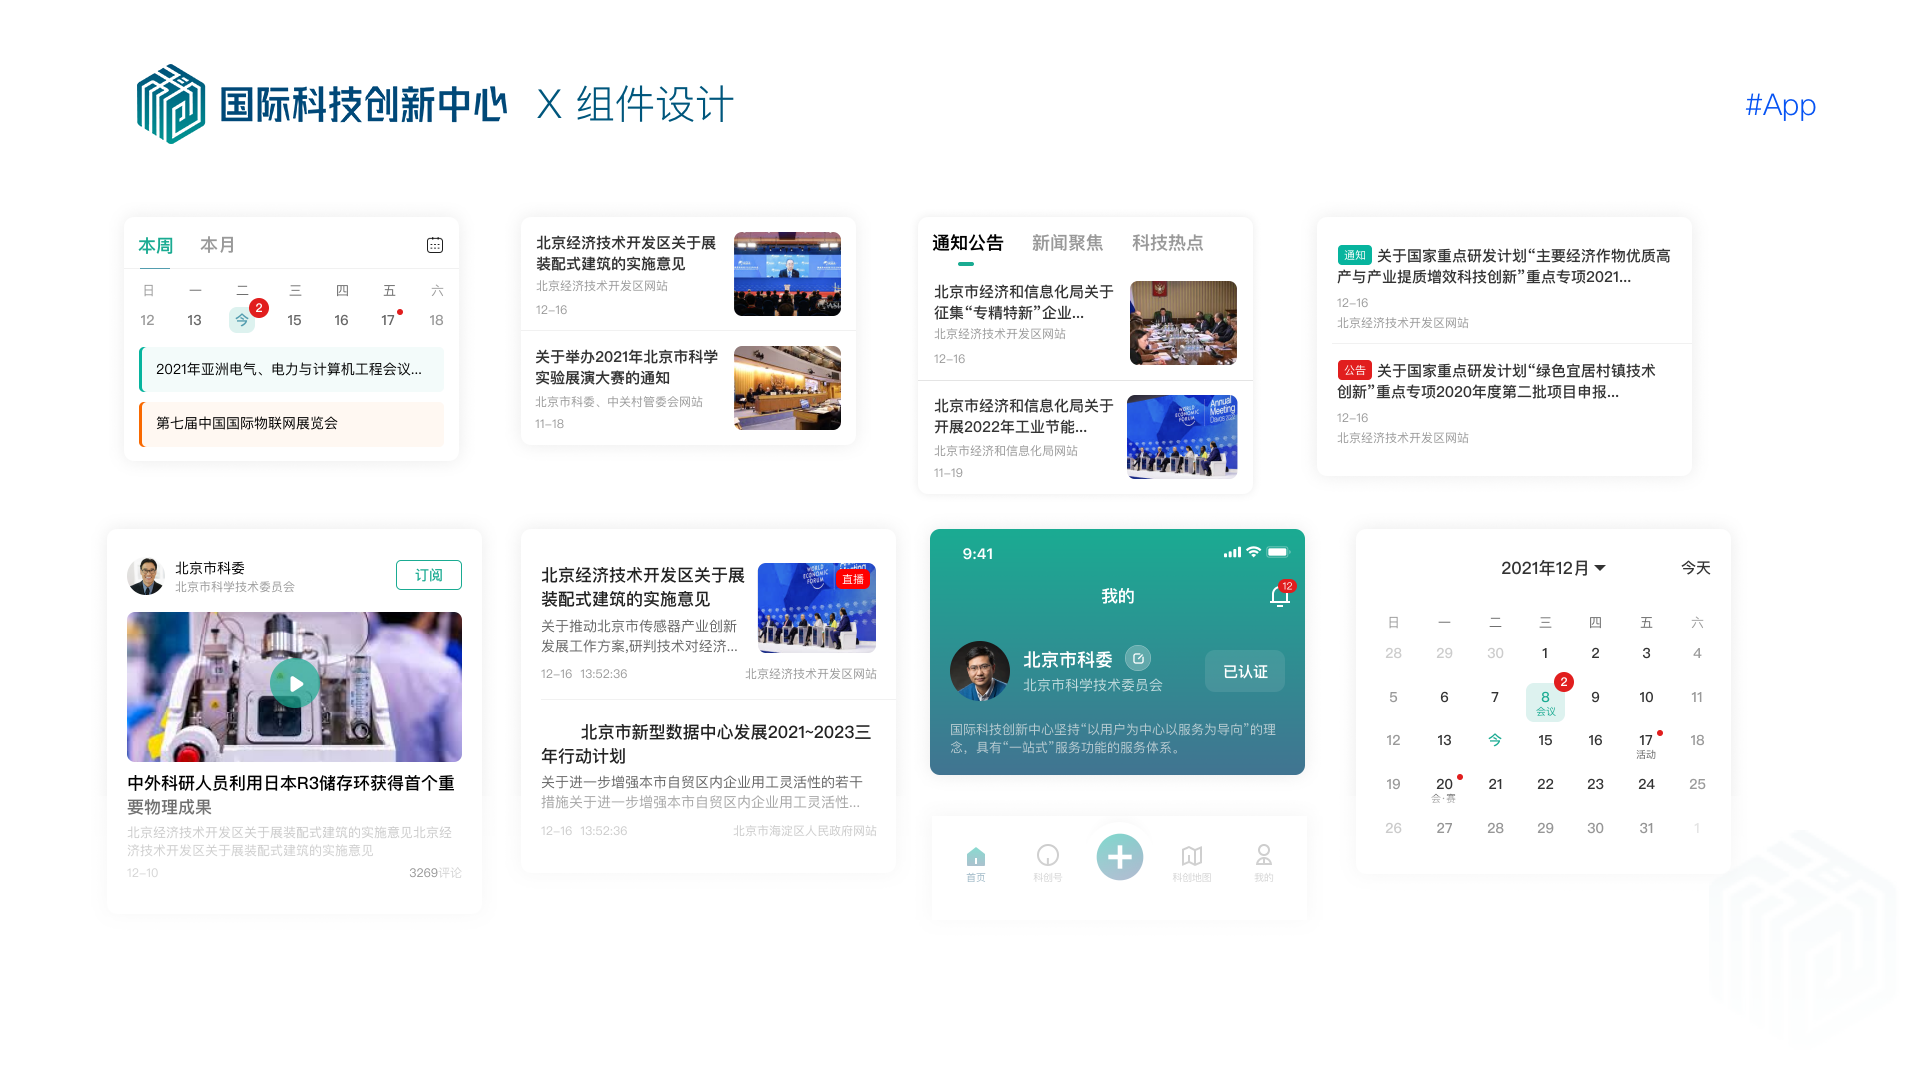 国际科技创新中心 X 组件设计
#App
本周 本月
日 一 二 三 四 五 六
2
12 13 今 15 16 17 18
2021年亚洲电气、电力与计算机工程会议...
第七届中国国际物联网展览会
北京经济技术开发区关于展
装配式建筑的实施意见
北京经济技术开发区网站
12-16
关于举办2021年北京市科学
实验展演大赛的通知
北京市科委、中关村管委会网站
11-18
通知公告 新闻聚焦 科技热点
北京市经济和信息化局关于
征集“专精特新”企业...
北京经济技术开发区网站
12-16
北京市经济和信息化局关于
开展2022年工业节能...
北京市经济和信息化局网站
11-19
WORLD
ECONOMIC
FORUM
Annual
Meeting
Davos
通知 关于国家重点研发计划“主要经济作物优质高
产与产业提质增效科技创新”重点专项2021...
12-16
北京经济技术开发区网站
公告 关于国家重点研发计划“绿色宜居村镇技术
创新”重点专项2020年度第二批项目申报...
12-16
北京经济技术开发区网站
北京市科委
北京市科学技术委员会
订阅
中外科研人员利用日本R3储存环获得首个重
要物理成果
北京经济技术开发区关于展装配式建筑的实施意见北京经
济技术开发区关于展装配式建筑的实施意见
12-10 3269评论
北京经济技术开发区关于展
装配式建筑的实施意见
关于推动北京市传感器产业创新
发展工作方案,研判技术对经济...
12-16 13:52:36 北京经济技术开发区网站
直播
WORLD
ECONOMIC
FORUM
北京市新型数据中心发展2021~2023三
年行动计划
关于进一步增强本市自贸区内企业用工灵活性的若干
措施关于进一步增强本市自贸区内企业用工灵活性...
12-16 13:52:36 北京市海淀区人民政府网站
9:41
我的
12
北京市科委
北京市科学技术委员会
已认证
国际科技创新中心坚持“以用户为中心以服务为导向”的理
念，具有“一站式”服务功能的服务体系。
首页 科创号 科创地图 我的
2021年12月 今天
日 一 二 三 四 五 六
28 29 30 1 2 3 4
2
5 6 7 8 9 10 11
会议
12 13 今 15 16 17 18
活动
19 20 21 22 23 24 25
会·赛
26 27 28 29 30 31 1